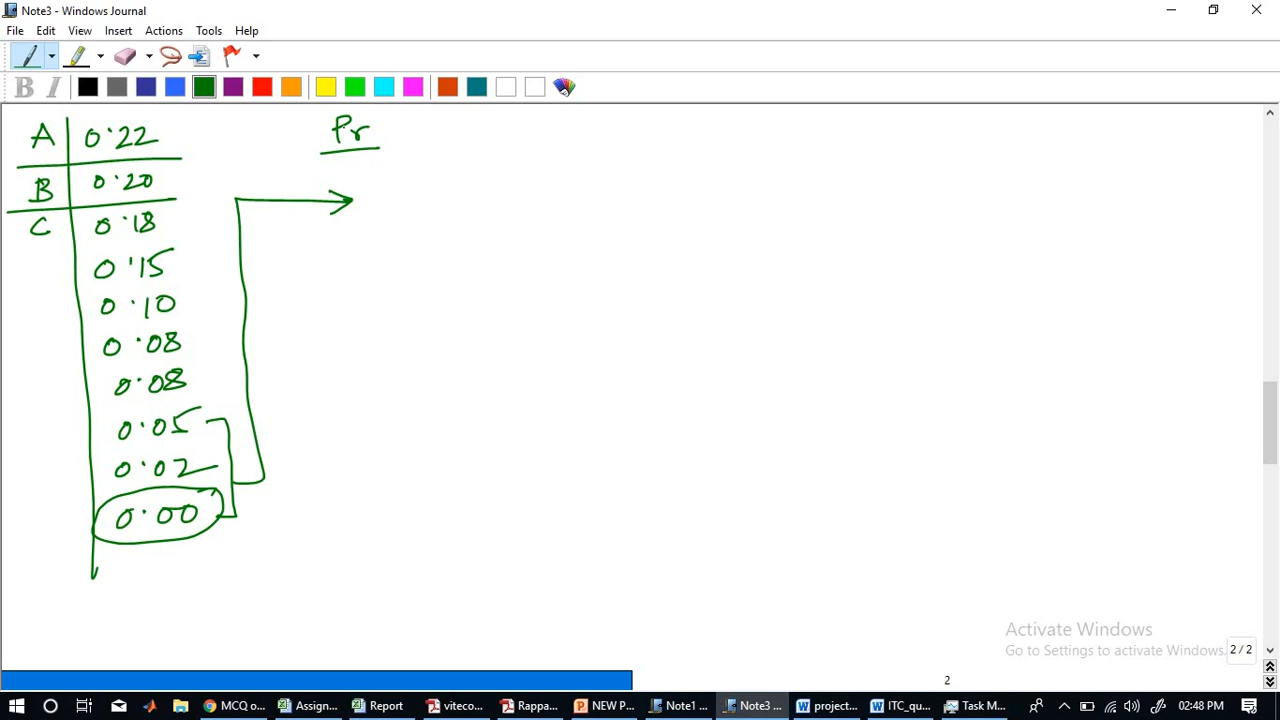 Note3 - Windows Journal
File Edit View Insert Actions Tools Help
B I
A 0.22
Pr
B 0.20
C 0.18
0.15
0.10
0.08
0.08
0.05
0.02
0.00
Activate Windows
Go to Settings to activate Windows.
2 / 2
2
MCQ o...
Assign...
Report
viteco...
Rappa...
NEW P...
Note1 ...
Note3 ...
project...
ITC_qu...
Task M...
02:48 PM